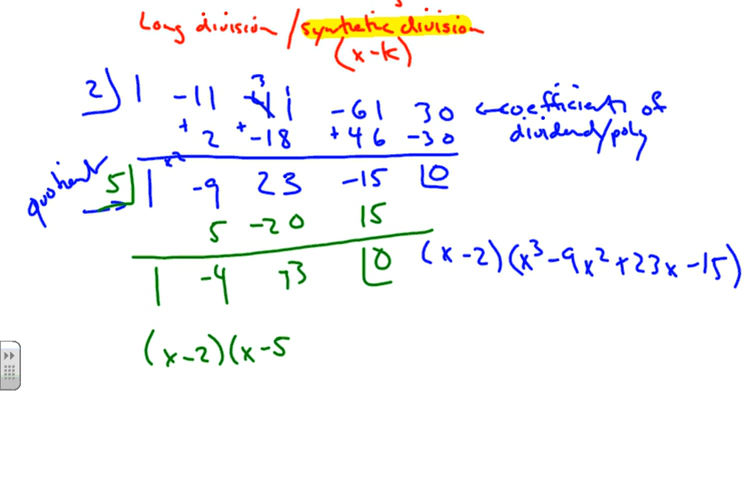 Long division / synthetic division
(x-k)
2) 1 -11 41 -61 30 ← coefficients of
+2 +-18 +46 -30 dividend/poly
quotient 5) 1 -9 23 -15 0
5 -20 15
1 -4 +3 0 (x-2)(x³-9x²+23x-15)
(x-2)(x-5